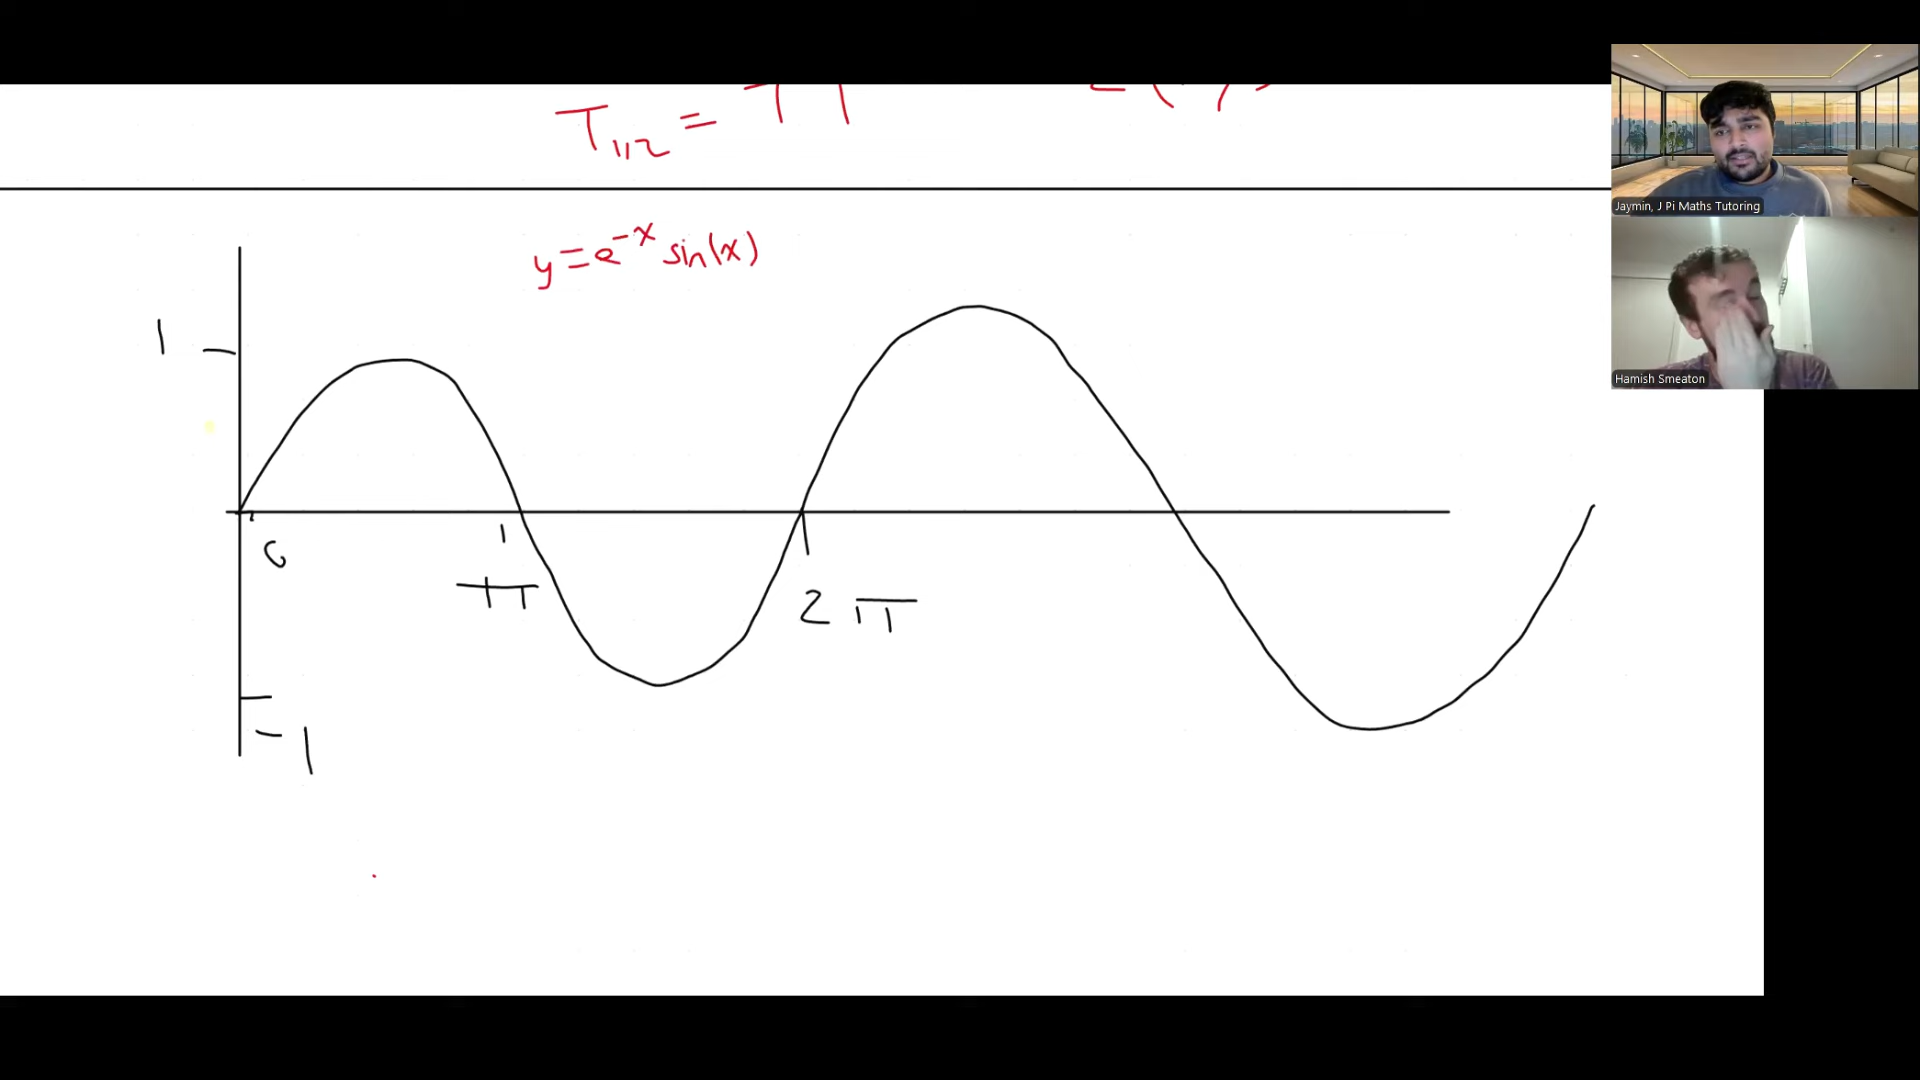 T₁/₂ =
y = e⁻ˣ sin(x)
1
0
π
2π
-1
Jaymin, J Pi Maths Tutoring
Hamish Smeaton